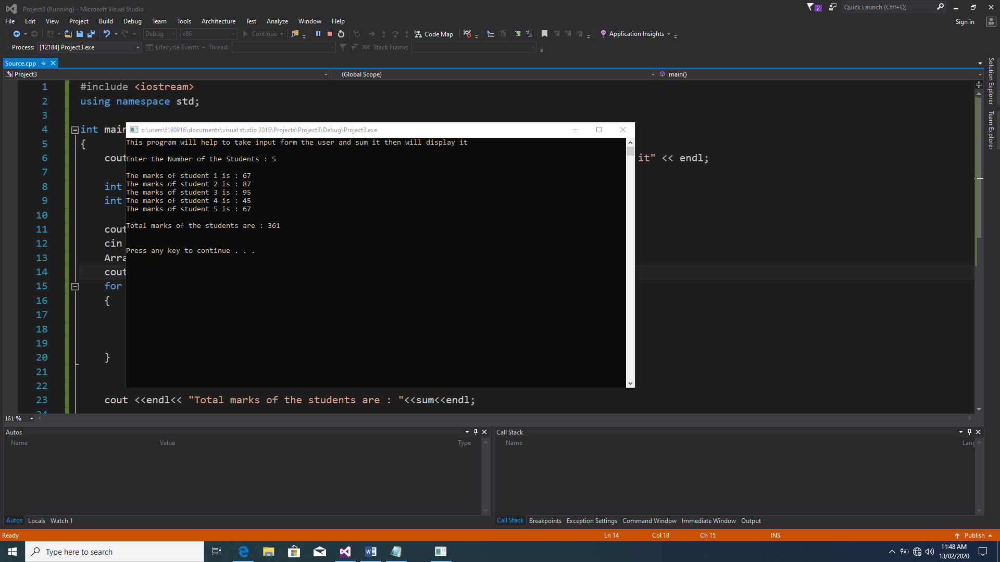 Project3 (Running) - Microsoft Visual Studio
2
Quick Launch (Ctrl+Q)
File Edit View Project Build Debug Team Tools Architecture Test Analyze Window Help
Sign in
Debug x86 Continue Code Map Application Insights
Process: [12184] Project3.exe Lifecycle Events Thread: Stack Frame:
Source.cpp
Project3 (Global Scope) main()
Solution Explorer
Team Explorer
1 #include <iostream>
2 using namespace std;
3
4 int main
5 {
6 cout it" << endl;
7
8 int
9 int
10
11 cout
12 cin
13 Arra
14 cout
15 for
16 {
17
18
19
20 }
21
22
23 cout <<endl<< "Total marks of the students are : "<<sum<<endl;
24
c:\users\f190916\documents\visual studio 2015\Projects\Project3\Debug\Project3.exe
This program will help to take input form the user and sum it then will display it
Enter the Number of the Students : 5
The marks of student 1 is : 67
The marks of student 2 is : 87
The marks of student 3 is : 95
The marks of student 4 is : 45
The marks of student 5 is : 67
Total marks of the students are : 361
Press any key to continue . . .
161 %
Autos
Name Value Type
Autos Locals Watch 1
Call Stack
Name Lang
Call Stack Breakpoints Exception Settings Command Window Immediate Window Output
Ready Ln 14 Col 18 Ch 15 INS Publish
Type here to search
11:48 AM
13/02/2020